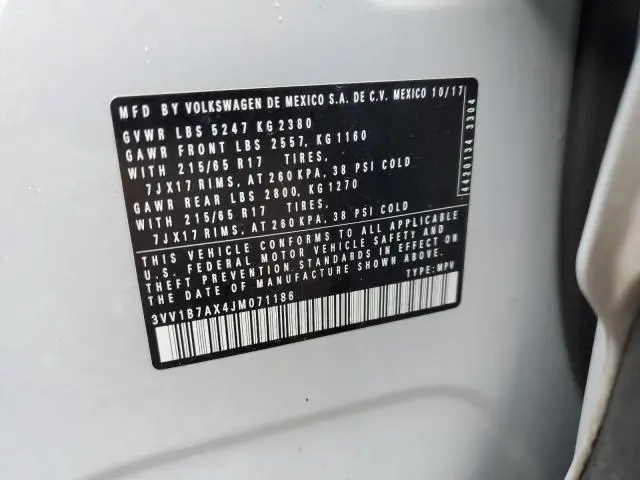 MFD BY VOLKSWAGEN DE MEXICO S.A. DE C.V. MEXICO 10/17
GVWR LBS 5247 KG 2380
GAWR FRONT LBS 2557, KG 1160
WITH 215/65 R17 TIRES,
7JX17 RIMS, AT 260 KPA, 38 PSI COLD
GAWR REAR LBS 2800, KG 1270
WITH 215/65 R17 TIRES,
7JX17 RIMS, AT 260 KPA, 38 PSI COLD
THIS VEHICLE CONFORMS TO ALL APPLICABLE
U.S. FEDERAL MOTOR VEHICLE SAFETY AND
THEFT PREVENTION STANDARDS IN EFFECT ON
THE DATE OF MANUFACTURE SHOWN ABOVE.
3VV1B7AX4JM071186 TYPE: MPV
4420134 3304